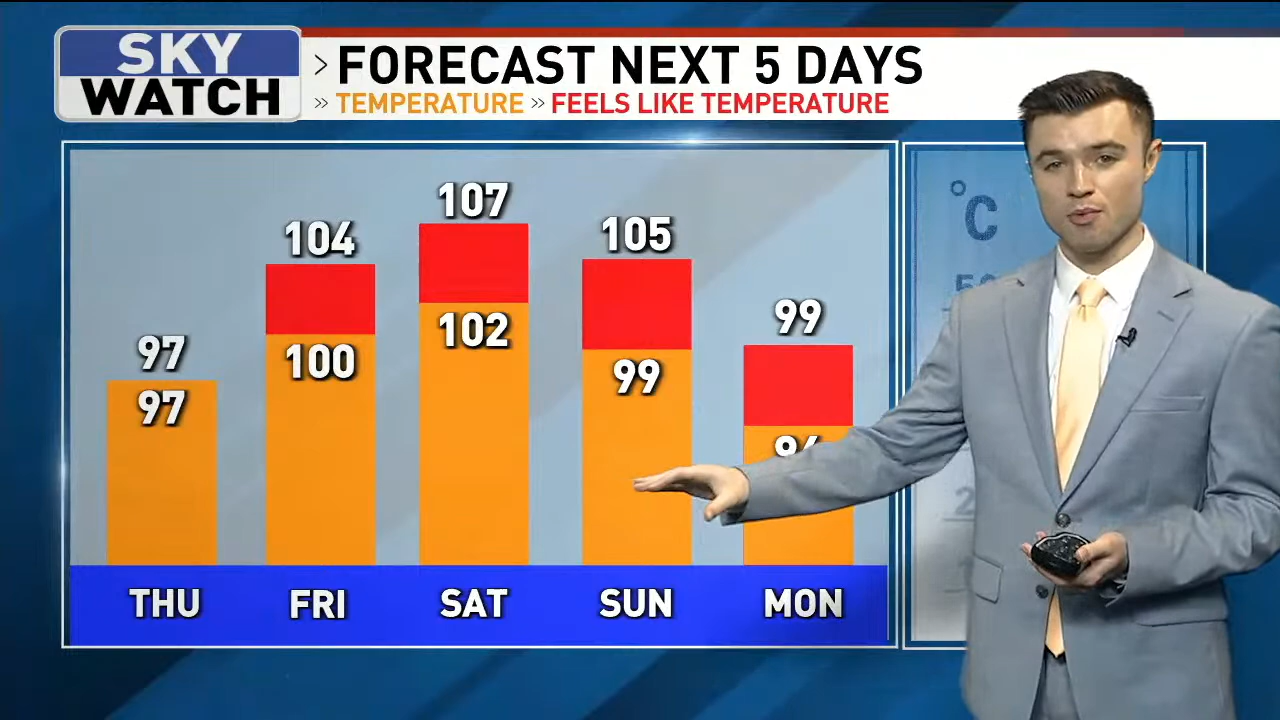 SKY
WATCH
> FORECAST NEXT 5 DAYS
» TEMPERATURE » FEELS LIKE TEMPERATURE
107
104
105
99
97
102
100
99
97
°C
THU FRI SAT SUN MON